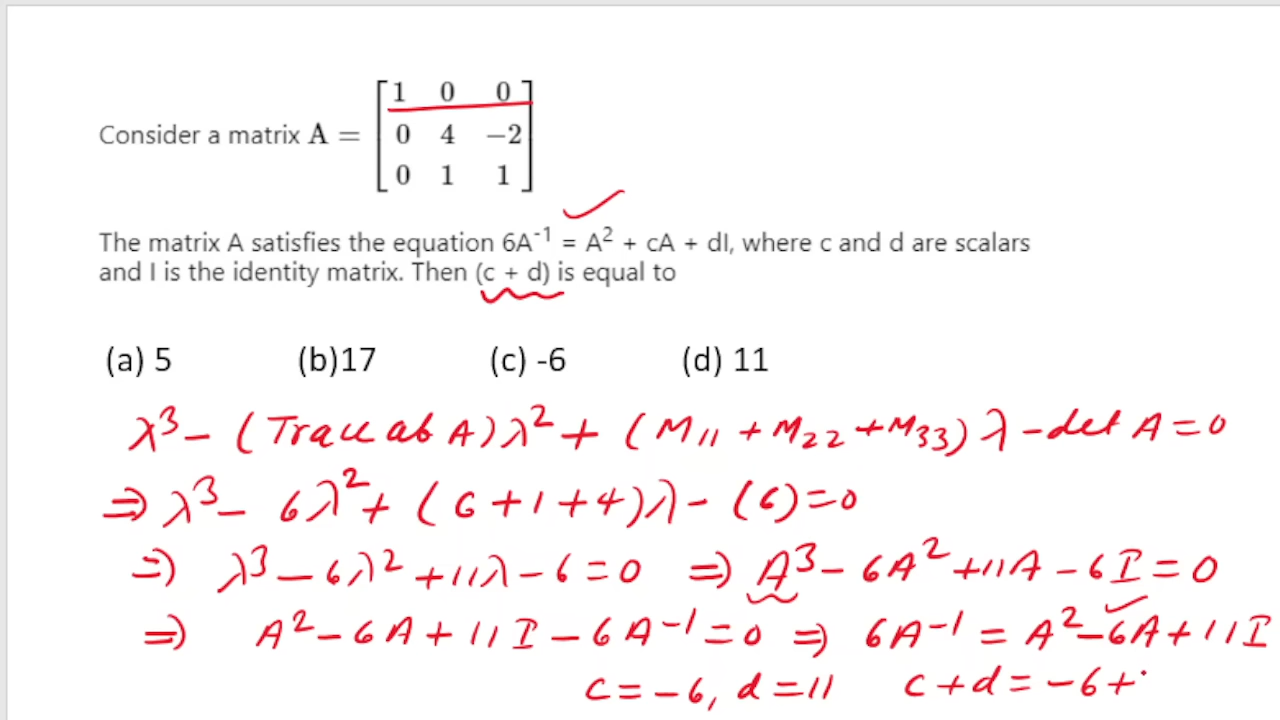 Consider a matrix A = [1 0 0
0 4 −2
0 1 1]
The matrix A satisfies the equation 6A⁻¹ = A² + cA + dI, where c and d are scalars
and I is the identity matrix. Then (c + d) is equal to
(a) 5 (b)17 (c) -6 (d) 11
λ³ − (Trace of A)λ² + (M₁₁ + M₂₂ + M₃₃)λ − det A = 0
⇒ λ³ − 6λ² + (6+1+4)λ − (6) = 0
⇒ λ³ − 6λ² + 11λ − 6 = 0 ⇒ A³ − 6A² + 11A − 6I = 0
⇒ A² − 6A + 11I − 6A⁻¹ = 0 ⇒ 6A⁻¹ = A² − 6A + 11I
c = −6, d = 11 c + d = −6 +